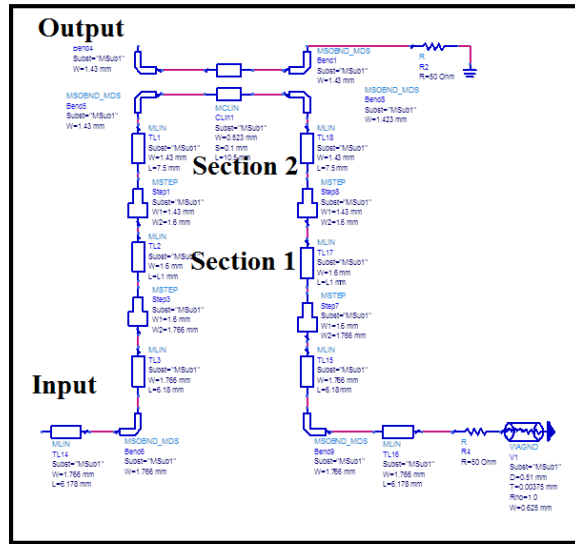 Output
Bend4
Subst="MSub1"
W=1.43 mm
MSOBND_MDS
Bend1
Subst="MSub1"
W=1.43 mm
R
R2
R=50 Ohm
MSOBND_MDS
Bend5
Subst="MSub1"
W=1.43 mm
MCLIN
CLin1
Subst="MSub1"
W=0.523 mm
S=0.1 mm
L=10.5 mm
MSOBND_MDS
Bend8
Subst="MSub1"
W=1.423 mm
MLIN
TL1
Subst="MSub1"
W=1.43 mm
L=7.5 mm
Section 2
MLIN
TL18
Subst="MSub1"
W=1.43 mm
L=7.5 mm
MSTEP
Step1
Subst="MSub1"
W1=1.43 mm
W2=1.6 mm
MSTEP
Subst="MSub1"
W1=1.43 mm
W2=1.6 mm
MLIN
TL2
Subst="MSub1"
W=1.6 mm
L=L1 mm
Section 1
MLIN
TL17
Subst="MSub1"
W=1.6 mm
L=L1 mm
MSTEP
Step3
Subst="MSub1"
W1=1.6 mm
W2=1.766 mm
MSTEP
Step7
Subst="MSub1"
W1=1.6 mm
W2=1.766 mm
MLIN
TL3
Subst="MSub1"
W=1.766 mm
L=6.18 mm
MLIN
TL15
Subst="MSub1"
W=1.766 mm
L=6.18 mm
Input
MLIN
TL14
Subst="MSub1"
W=1.766 mm
L=6.178 mm
MSOBND_MDS
Bend6
Subst="MSub1"
W=1.766 mm
MSOBND_MDS
Bend9
Subst="MSub1"
W=1.766 mm
MLIN
TL16
Subst="MSub1"
W=1.766 mm
L=6.178 mm
R
R4
R=50 Ohm
VIAGND
V1
Subst="MSub1"
D=0.51 mm
T=0.00375 mm
Rho=1.0
W=0.625 mm